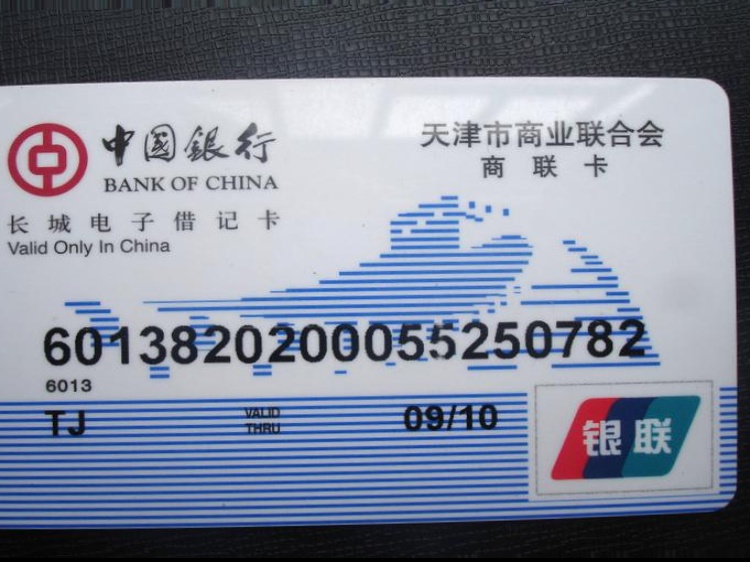 中国銀行
BANK OF CHINA
长城电子借记卡
Valid Only In China
天津市商业联合会
商联卡
6013820200055250782
6013
TJ
VALID
THRU
09/10
银联